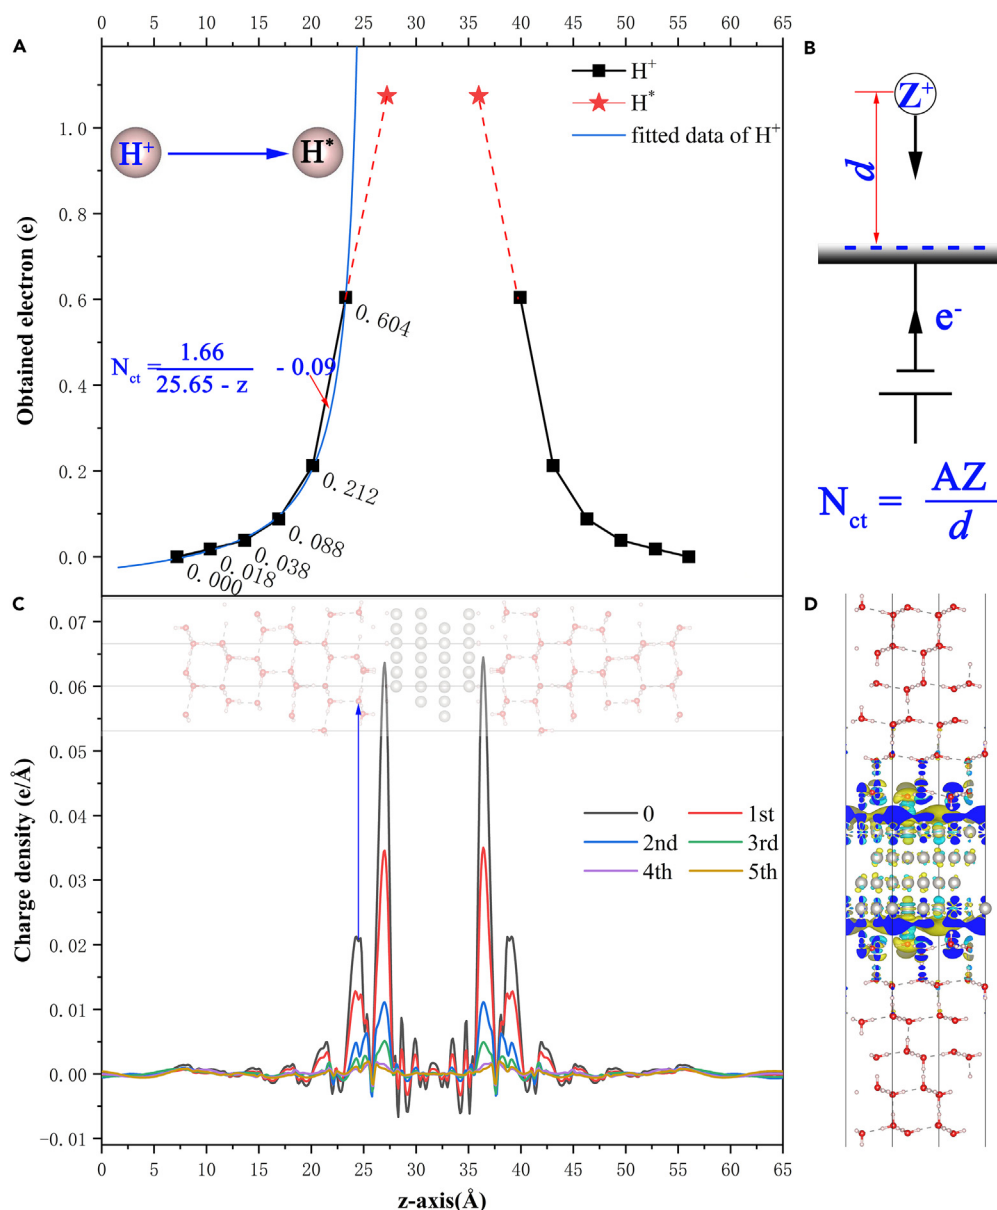 A
0 5 10 15 20 25 30 35 40 45 50 55 60 65
H⁺
H*
fitted data of H⁺
H⁺ H*
Obtained electron (e)
1.0
0.8
0.6
0.4
0.2
0.0
N_ct = 1.66 / 25.65 - z - 0.09
0.604
0.212
0.088
0.038
0.018
0.000
B
Z⁺
d
e⁻
N_ct = AZ / d
C
Charge density (e/Å)
0.07
0.06
0.05
0.04
0.03
0.02
0.01
0.00
−0.01
0 1st
2nd 3rd
4th 5th
0 5 10 15 20 25 30 35 40 45 50 55 60 65
z-axis(Å)
D